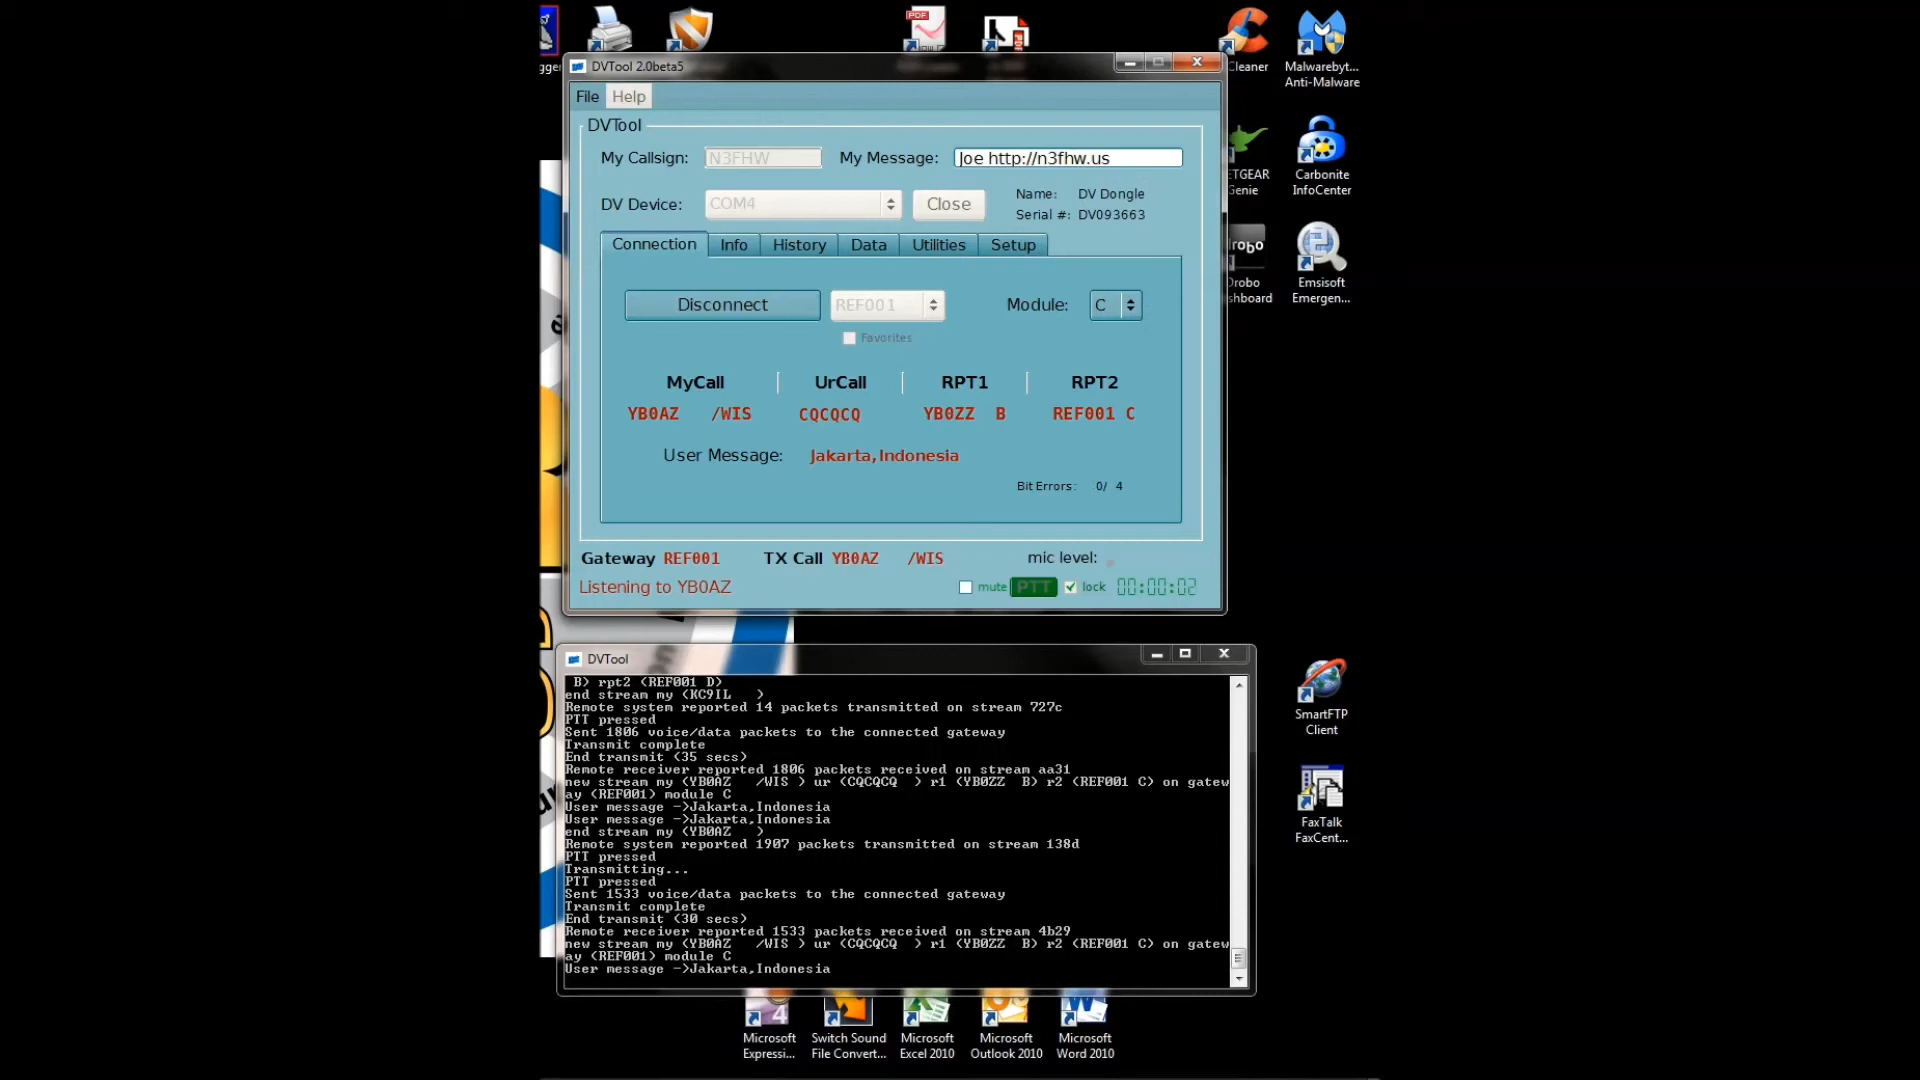 PDF
PDF
gger
Cleaner
Malwarebyt...
Anti-Malware
DVTool 2.0beta5
File Help
DVTool
My Callsign: N3FHW My Message: Joe http://n3fhw.us
DV Device: COM4 Close
Name: DV Dongle
Serial #: DV093663
Connection Info History Data Utilities Setup
Disconnect REF001 Module: C
Favorites
MyCall UrCall RPT1 RPT2
YB0AZ /WIS CQCQCQ YB0ZZ B REF001 C
User Message: Jakarta,Indonesia
Bit Errors: 0/ 4
Gateway REF001 TX Call YB0AZ /WIS mic level:
Listening to YB0AZ mute PTT lock 00:00:02
ETGEAR
Genie
Carbonite
InfoCenter
robo
Drobo
shboard
Emsisoft
Emergen...
DVTool
B) rpt2 (REF001 D)
end stream my (KC9IL   )
Remote system reported 14 packets transmitted on stream 727c
PTT pressed
Sent 1806 voice/data packets to the connected gateway
Transmit complete
End transmit (35 secs)
Remote receiver reported 1806 packets received on stream aa31
new stream my (YB0AZ   /WIS ) ur (CQCQCQ  ) r1 (YB0ZZ  B) r2 (REF001 C) on gatew
ay (REF001) module C
User message ->Jakarta,Indonesia
User message ->Jakarta,Indonesia
end stream my (YB0AZ   )
Remote system reported 1907 packets transmitted on stream 138d
PTT pressed
Transmitting...
PTT pressed
Sent 1533 voice/data packets to the connected gateway
Transmit complete
End transmit (30 secs)
Remote receiver reported 1533 packets received on stream 4b29
new stream my (YB0AZ   /WIS ) ur (CQCQCQ  ) r1 (YB0ZZ  B) r2 (REF001 C) on gatew
ay (REF001) module C
User message ->Jakarta,Indonesia
SmartFTP
Client
FaxTalk
FaxCent...
Microsoft
Expressi...
Switch Sound
File Convert...
Microsoft
Excel 2010
Microsoft
Outlook 2010
Microsoft
Word 2010